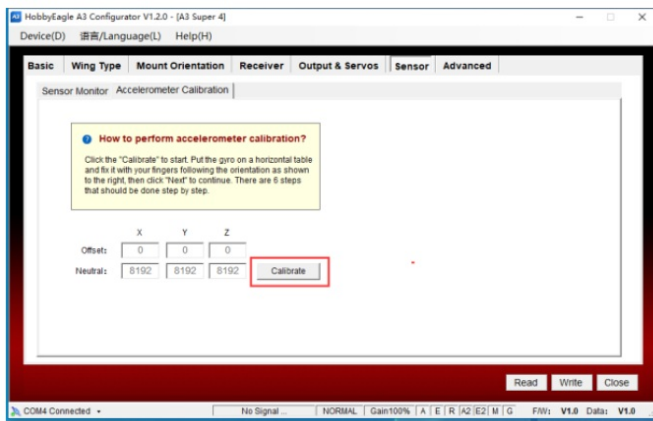 HobbyEagle A3 Configurator V1.2.0 - [A3 Super 4]
Device(D) 语言/Language(L) Help(H)
Basic Wing Type Mount Orientation Receiver Output & Servos Sensor Advanced
Sensor Monitor Accelerometer Calibration
How to perform accelerometer calibration?
Click the "Calibrate" to start. Put the gyro on a horizontal table
and fix it with your fingers following the orientation as shown
to the right, then click "Next" to continue. There are 6 steps
that should be done step by step.
X Y Z
Offset: 0 0 0
Neutral: 8192 8192 8192 Calibrate
Read Write Close
COM4 Connected No Signal ... NORMAL Gain100% A E R A2 E2 M G F/W: V1.0 Data: V1.0